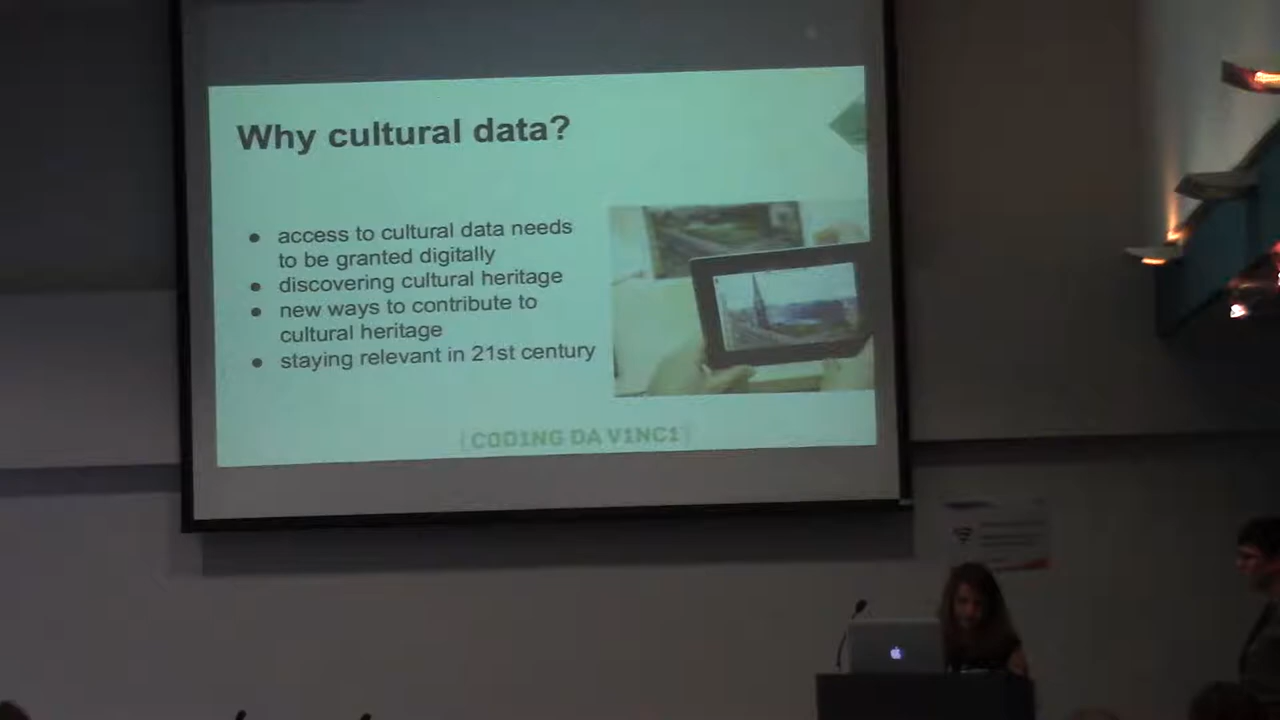 Why cultural data?
● access to cultural data needs
to be granted digitally
● discovering cultural heritage
● new ways to contribute to
cultural heritage
● staying relevant in 21st century
[CODING DA V1NC1]